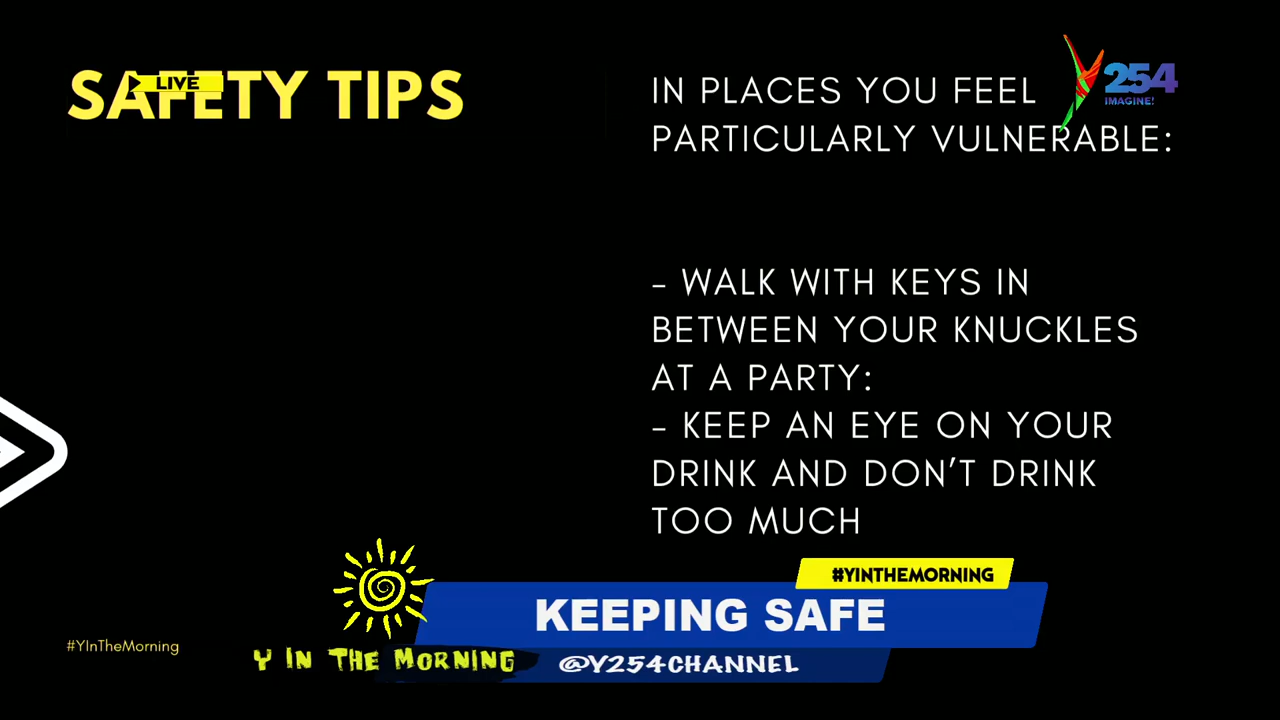 SAFETY TIPS
LIVE
IN PLACES YOU FEEL
PARTICULARLY VULNERABLE:
Y 254
IMAGINE!
- WALK WITH KEYS IN
BETWEEN YOUR KNUCKLES
AT A PARTY:
- KEEP AN EYE ON YOUR
DRINK AND DON'T DRINK
TOO MUCH
#YINTHEMORNING
KEEPING SAFE
#YInTheMorning
Y IN THE MORNING
@Y254CHANNEL